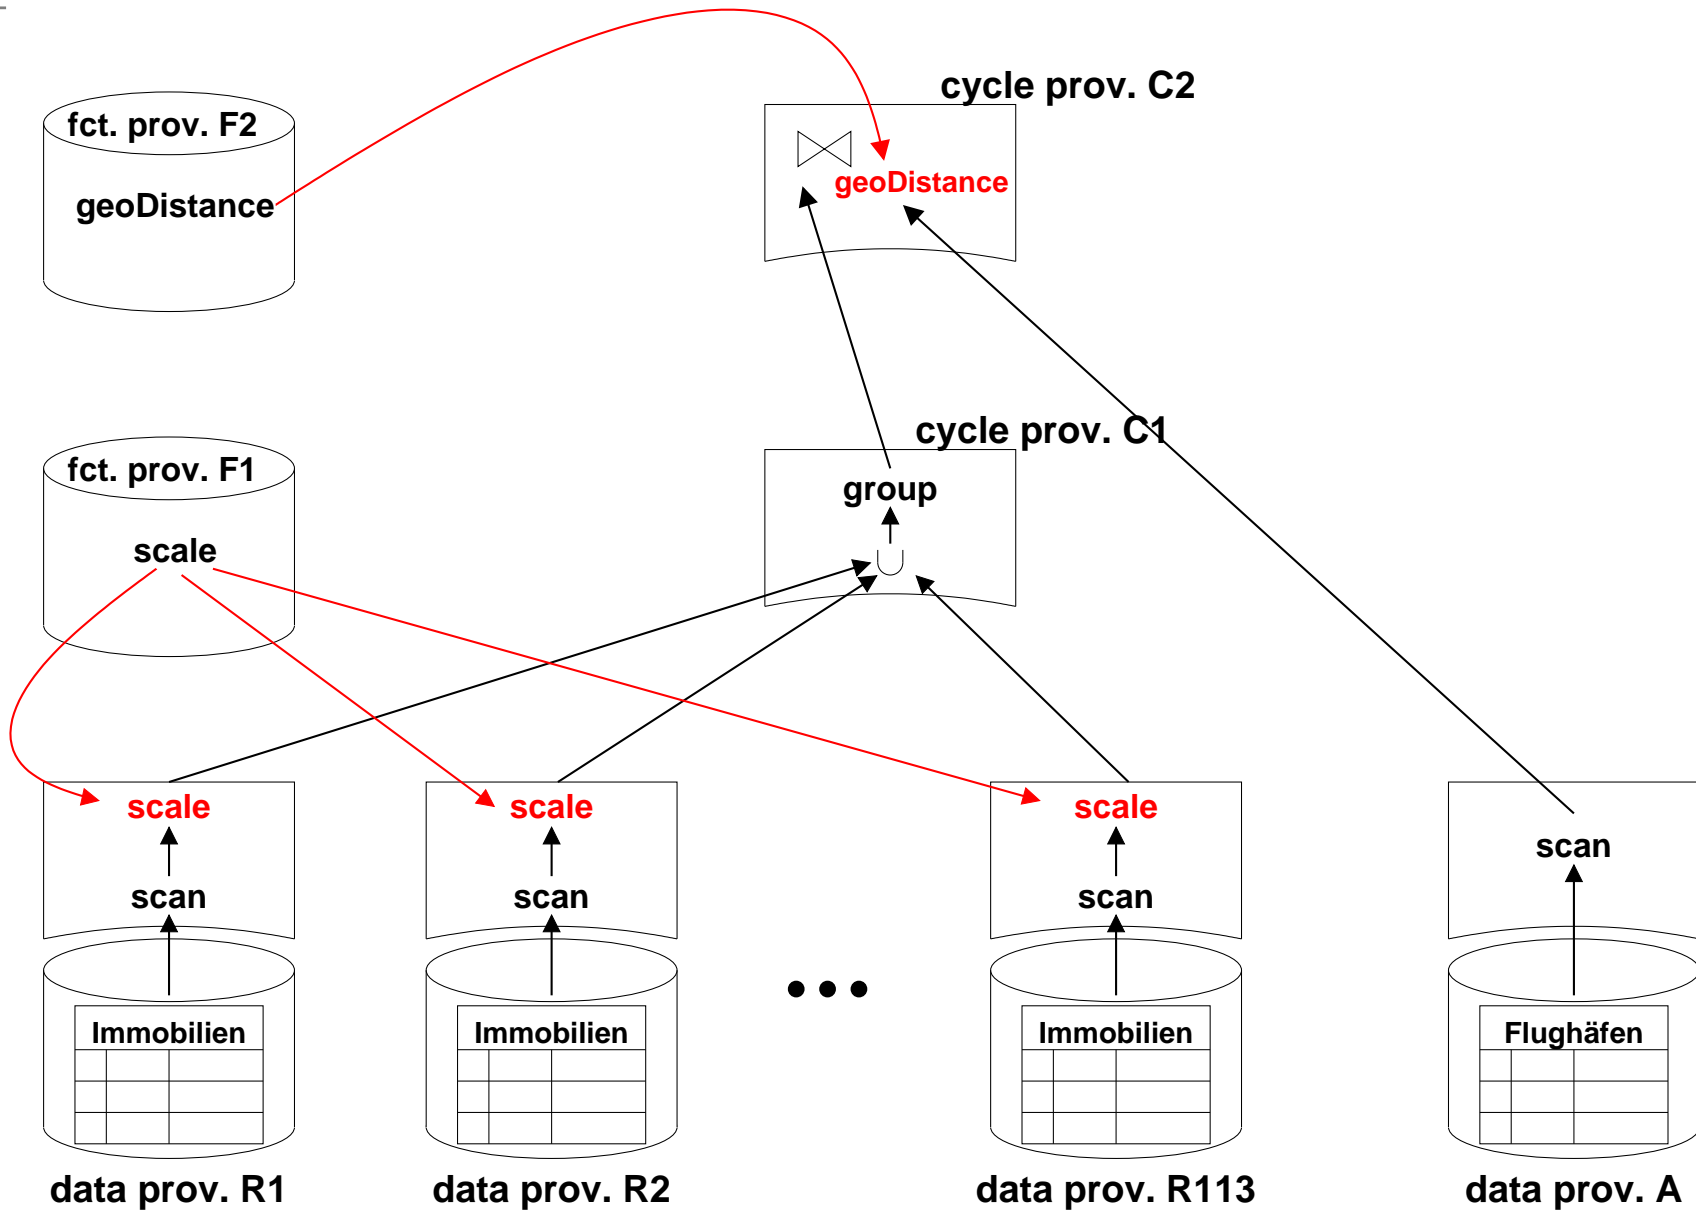 cycle prov. C2
fct. prov. F2
geoDistance
geoDistance
cycle prov. C1
fct. prov. F1
group
scale
∪
scale
scale
scale
scan
scan
scan
scan
Immobilien
Immobilien
•••
Immobilien
Flughäfen
data prov. R1
data prov. R2
data prov. R113
data prov. A